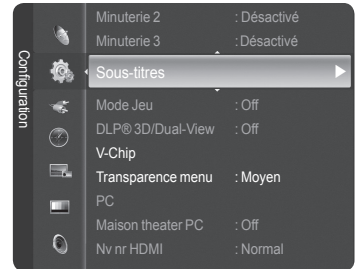 Configuration
Minuterie 2 : Désactivé
Minuterie 3 : Désactivé
Sous-titres
Mode Jeu : Off
DLP® 3D/Dual-View : Off
V-Chip
Transparence menu : Moyen
PC
Maison theater PC : Off
Nv nr HDMI : Normal